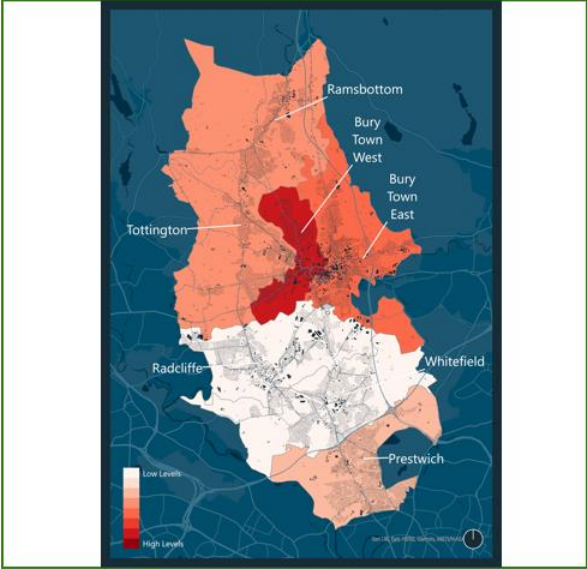 Ramsbottom
Bury
Town
West
Bury
Town
East
Tottington
Radcliffe
Whitefield
Prestwich
Low Levels
High Levels